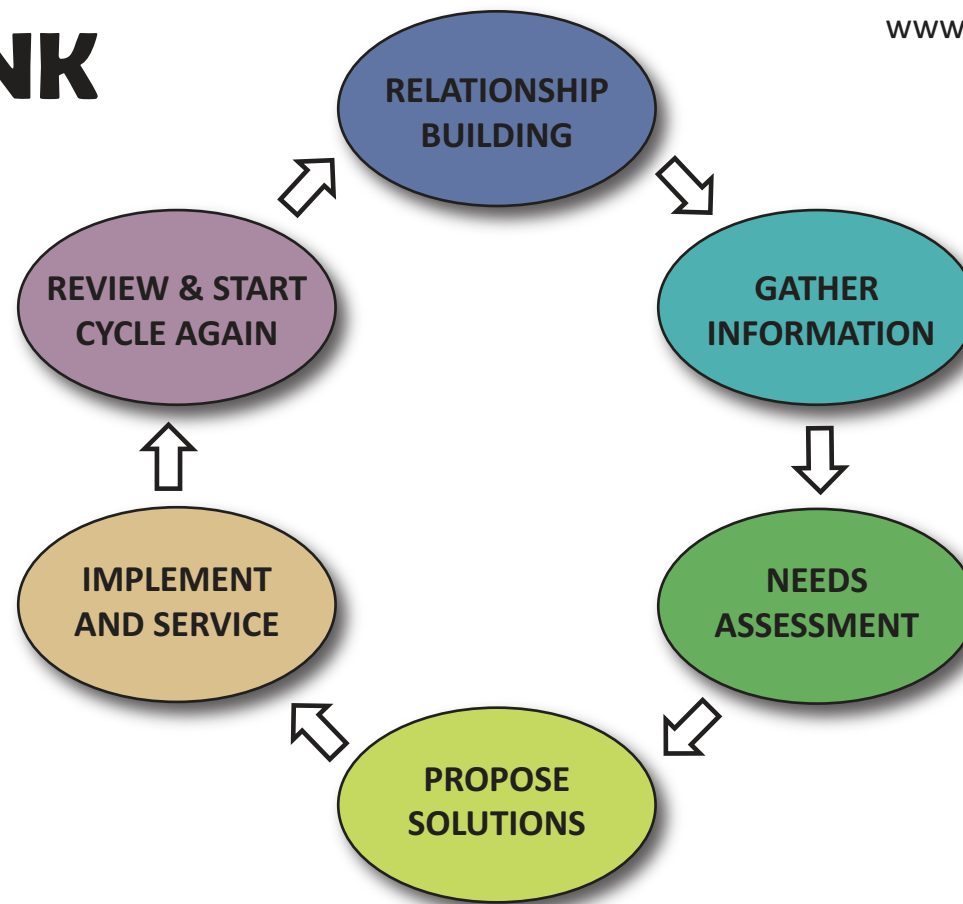 NK
www
RELATIONSHIP
BUILDING
GATHER
INFORMATION
NEEDS
ASSESSMENT
PROPOSE
SOLUTIONS
IMPLEMENT
AND SERVICE
REVIEW & START
CYCLE AGAIN